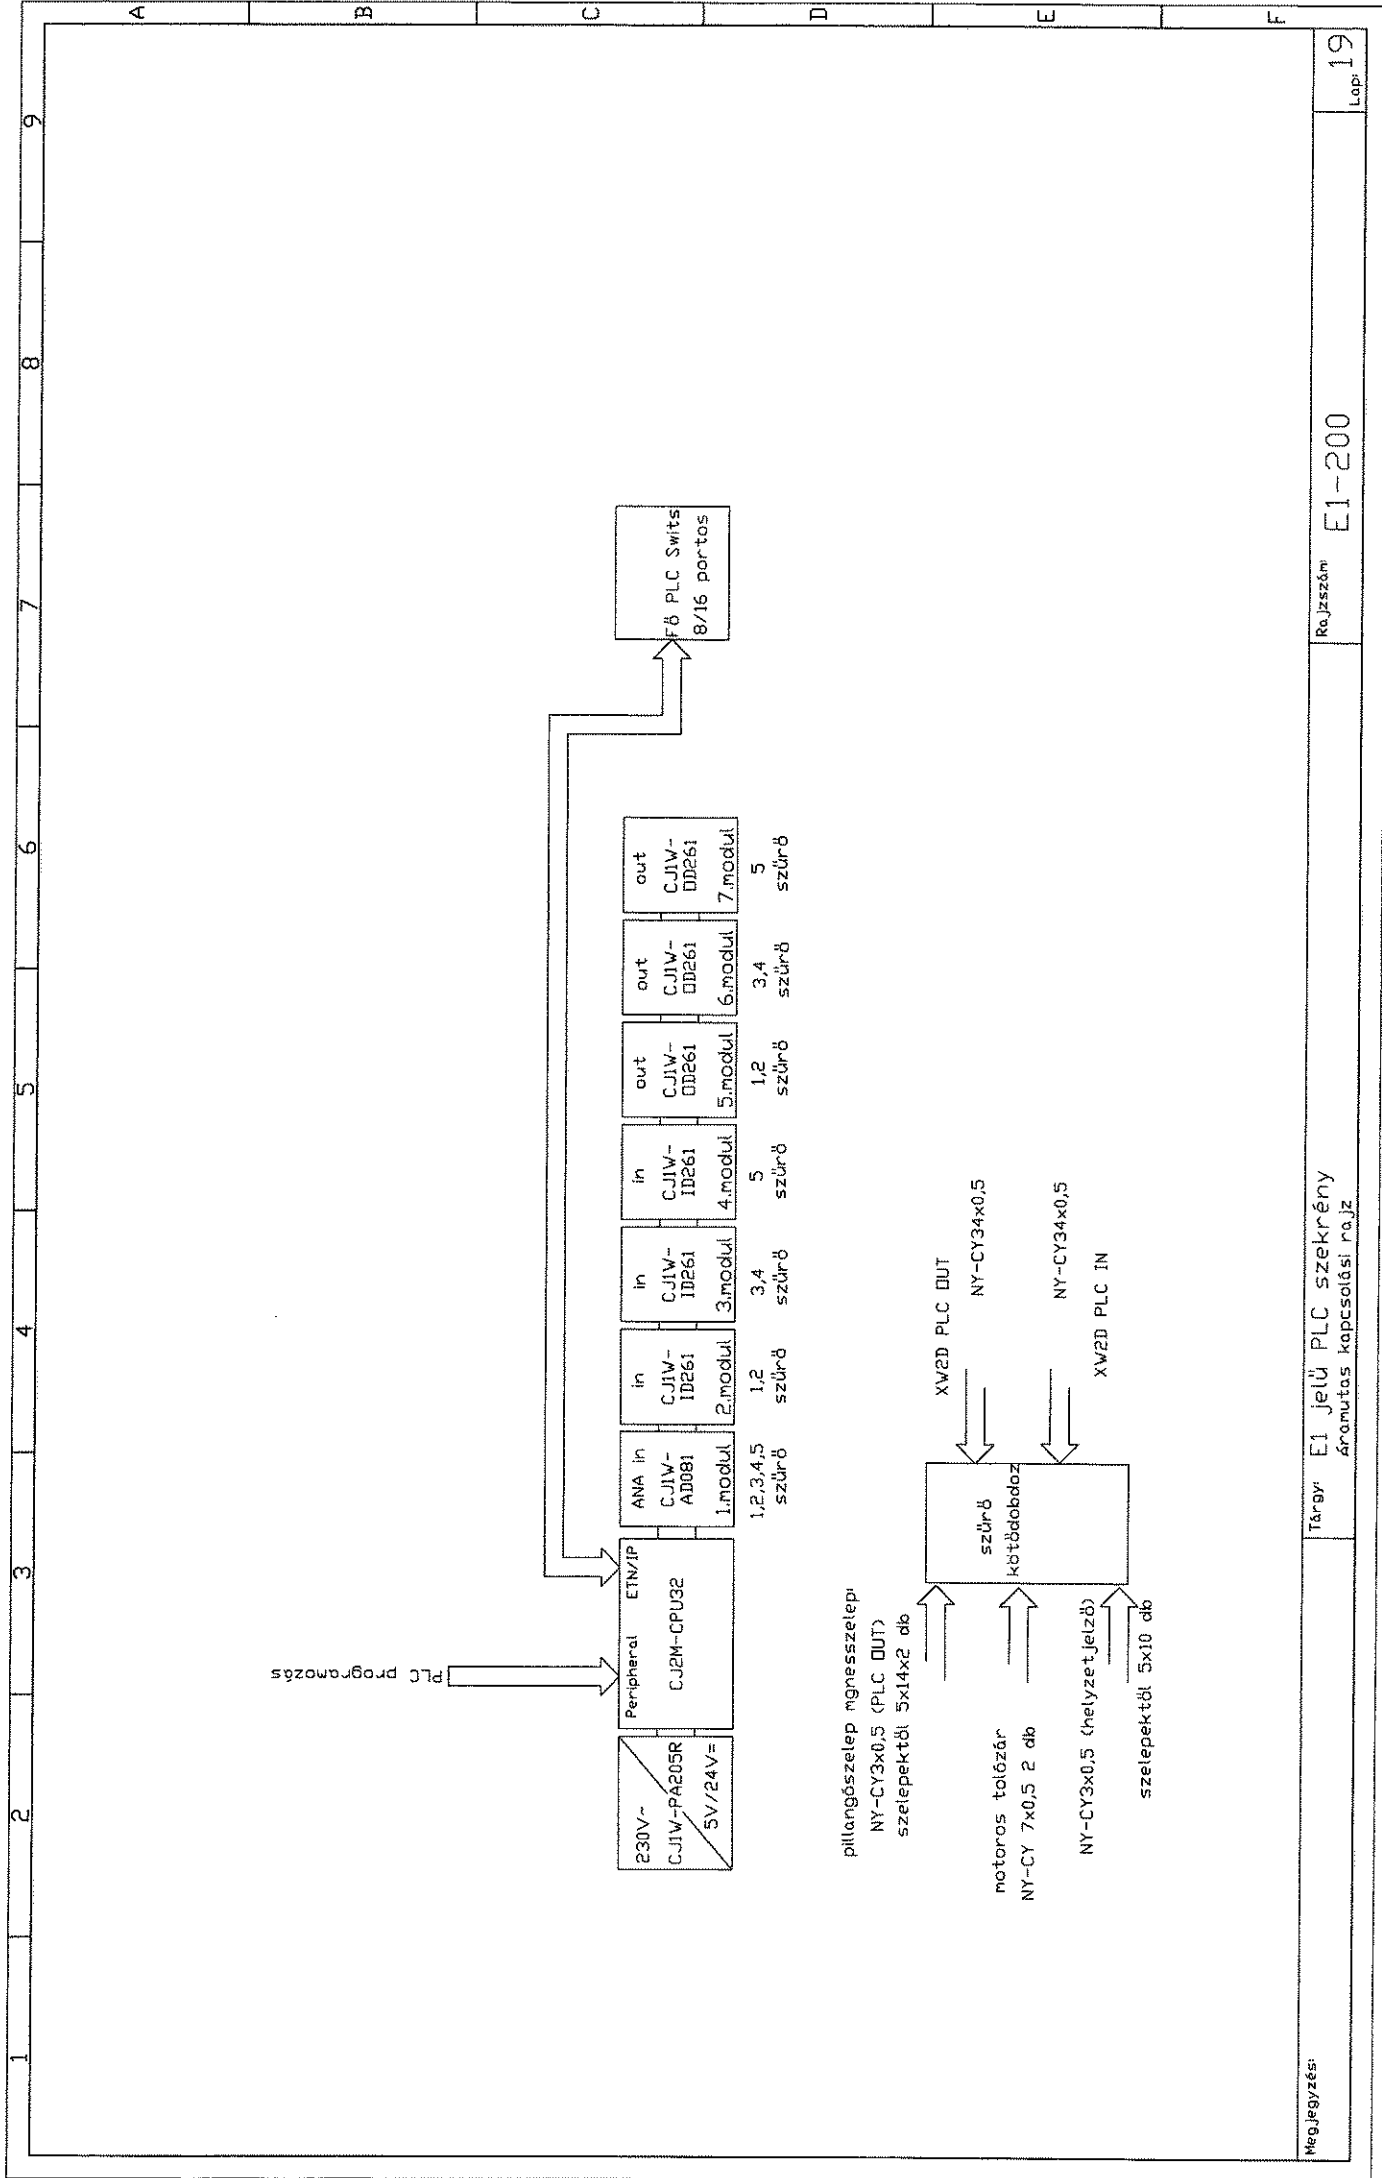 1 2 3 4 5 6 7 8 9
A
B
C
D
E
F
PLC programozás
230V~
CJ1W-PA205R
5V/24V=
Peripheral ETN/IP
CJ2M-CPU32
ANA in
CJ1W-
AD081
1.modul
1,2,3,4,5
szűrő
in
CJ1W-
ID261
2.modul
1,2
szűrő
in
CJ1W-
ID261
3.modul
3,4
szűrő
in
CJ1W-
ID261
4.modul
5
szűrő
out
CJ1W-
OD261
5.modul
1,2
szűrő
out
CJ1W-
OD261
6.modul
3,4
szűrő
out
CJ1W-
OD261
7.modul
5
szűrő
Fő PLC Swits
8/16 portos
pillangószelep mgnesszelep:
NY-CY3x0,5 (PLC OUT)
szelepektől 5x14x2 db
motoros tolózár
NY-CY 7x0,5 2 db
NY-CY3x0,5 (helyzetjelző)
szelepektől 5x10 db
szűrő
kötődobdoz
XW2D PLC OUT
NY-CY34x0,5
NY-CY34x0,5
XW2D PLC IN
Megjegyzés:
Tárgy: E1 jelű PLC szekrény
Áramutas kapcsolási rajz
Rajzszám: E1-200
Lap: 19